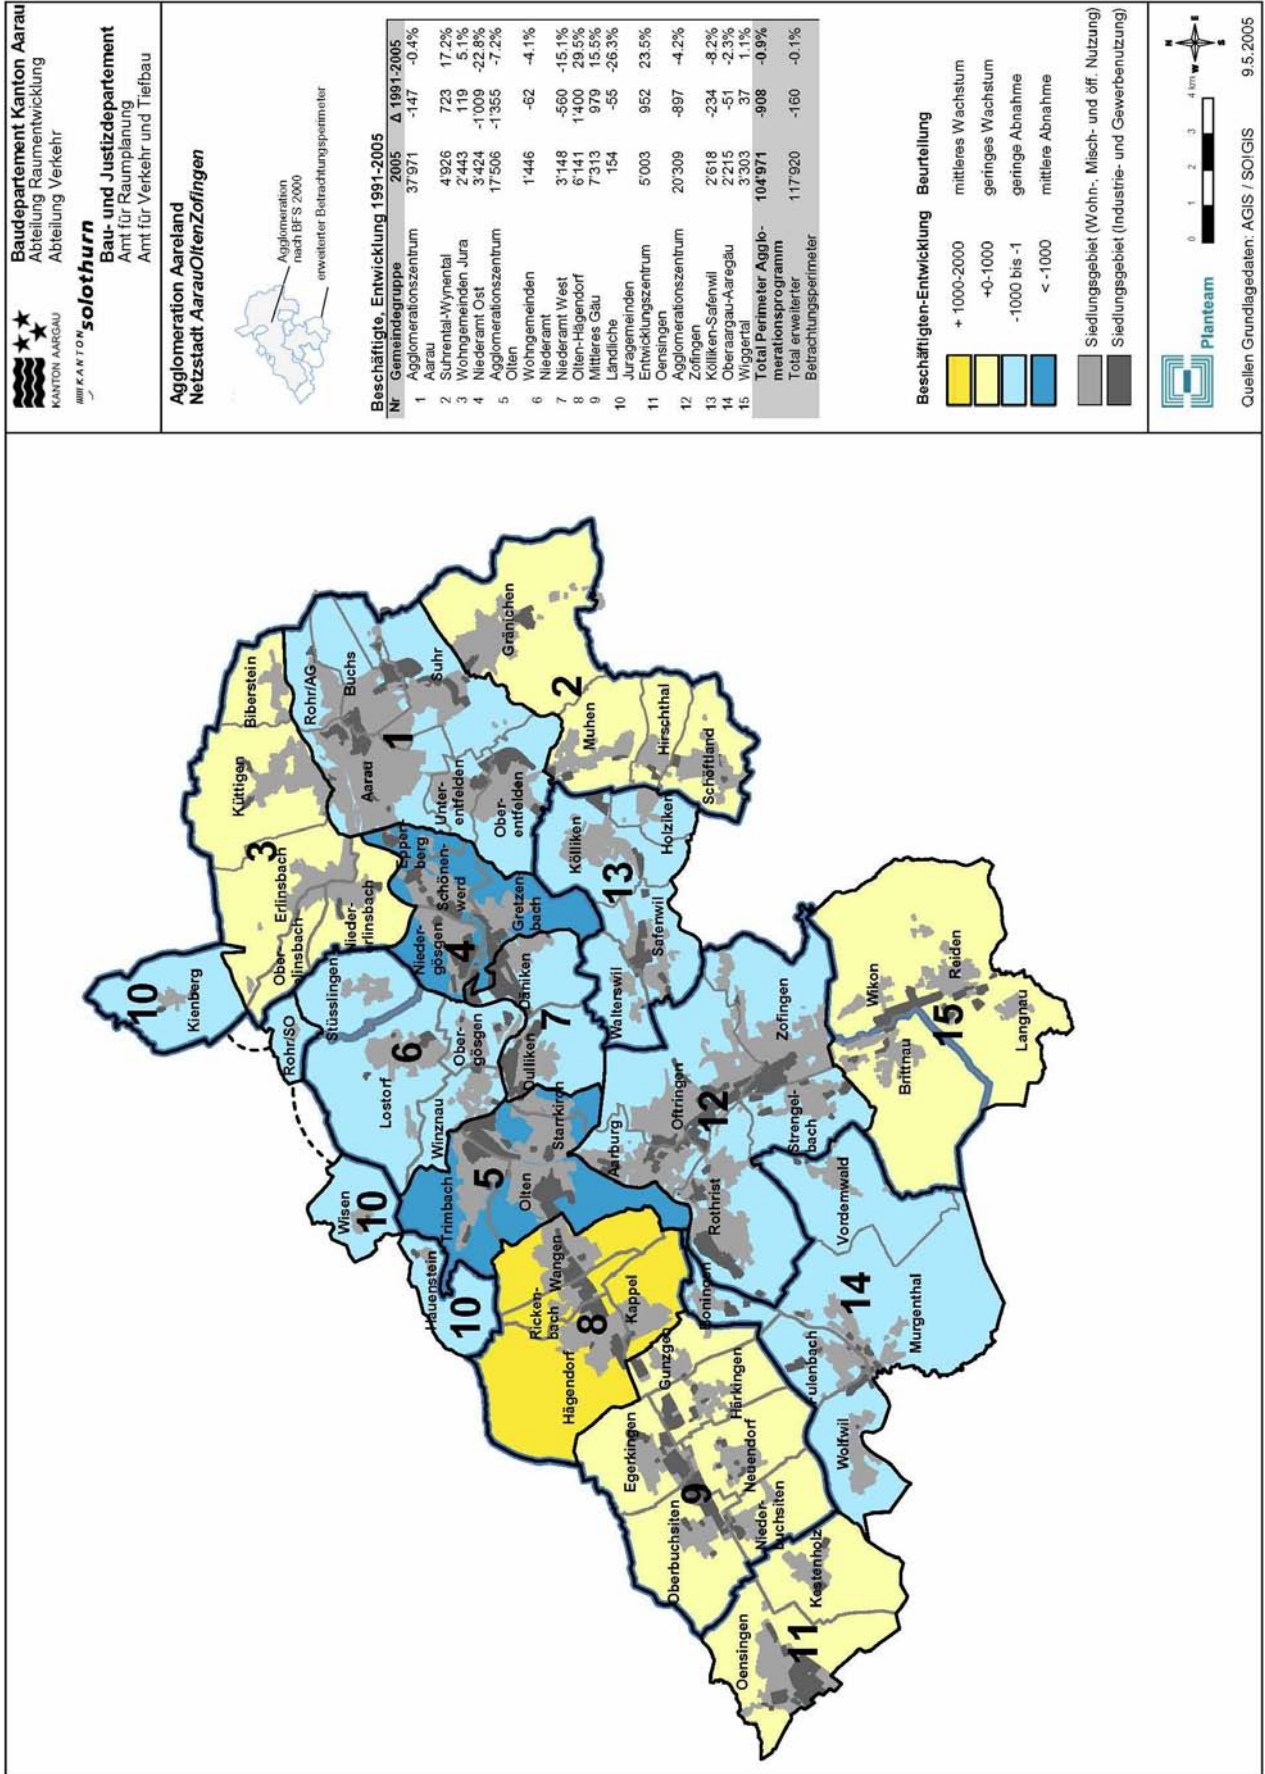 Baudepartement Kanton Aarau
Abteilung Raumentwicklung
Abteilung Verkehr
KANTON AARGAU
KANTON solothurn
Bau- und Justizdepartement
Amt für Raumplanung
Amt für Verkehr und Tiefbau
Agglomeration Aareland
Netzstadt AarauOltenZofingen
Agglomeration
nach BFS 2000
erweiterter Betrachtungsperimeter
Beschäftigte, Entwicklung 1991-2005
Nr Gemeindegruppe 2005 Δ 1991-2005
1 Agglomerationszentrum 37'971 -147 -0.4%
Aarau
2 Suhrental-Wynental 4'926 723 17.2%
3 Wohngemeinden Jura 2'443 119 5.1%
4 Niederamt Ost 3'424 -1'009 -22.8%
5 Agglomerationszentrum 17'506 -1'355 -7.2%
Olten
6 Wohngemeinden 1'446 -62 -4.1%
Niederamt
7 Niederamt West 3'148 -560 -15.1%
8 Olten-Hägendorf 6'141 1'400 29.5%
9 Mittleres Gäu 7'313 979 15.5%
10 Ländliche 154 -55 -26.3%
Juragemeinden
11 Entwicklungszentrum 5'003 952 23.5%
Oensingen
12 Agglomerationszentrum 20'309 -897 -4.2%
Zofingen
13 Kölliken-Safenwil 2'618 -234 -8.2%
14 Oberaargau-Aaregäu 2'215 -51 -2.3%
15 Wiggertal 3'303 37 1.1%
Total Perimeter Agglo- 104'971 -908 -0.9%
merationsprogramm
Total erweiterter 117'920 -160 -0.1%
Betrachtungsperimeter
Beschäftigten-Entwicklung Beurteilung
+ 1000-2000 mittleres Wachstum
+0-1000 geringes Wachstum
-1000 bis -1 geringe Abnahme
< -1000 mittlere Abnahme
Siedlungsgebiet (Wohn-, Misch- und öff. Nutzung)
Siedlungsgebiet (Industrie- und Gewerbenutzung)
Planteam
0 1 2 3 4 km
N
E
S
W
Quellen Grundlagedaten: AGIS / SOIGIS 9.5.2005
10
Kienberg
3
Küttigen
Biberstein
Erlinsbach
Ober-
linsbach
Nieder-
erlinsbach
Rohr/AG
Buchs
1
Aarau
Suhr
Unter-
entfelden
Ober-
entfelden
Gränichen
2
Muhen
Hirschthal
Schöftland
Eppen-
berg
Schönen-
werd
Nieder-
gösgen
4
Gretzen-
bach
Kölliken
13
Holziken
Safenwil
Walterswil
Rohr/SO
Stüsslingen
6
Lostorf
Ober-
gösgen
Winznau
Däniken
7
Dulliken
Starrkirch
Wisen
10
Trimbach
5
Olten
Hauenstein
10
Ricken-
bach
Wangen
8
Kappel
Hägendorf
Aarburg
Oftringen
12
Zofingen
Strengel-
bach
Rothrist
Boningen
Wikon
Reiden
15
Brittnau
Langnau
Vordemwald
14
Murgenthal
Fulenbach
Wolfwil
Gunzgen
Härkingen
Egerkingen
Neuendorf
9
Oberbuchsiten
Nieder-
buchsiten
Kestenholz
Oensingen
11